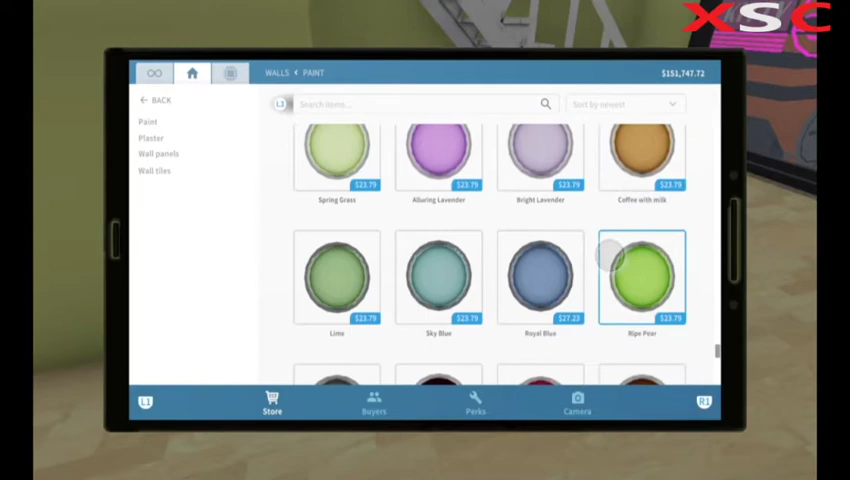 XSC
WALLS < PAINT
$151,747.72
BACK
L3
Search items...
Sort by newest
Paint
Plaster
Wall panels
Wall tiles
$23.79
$23.79
$23.79
$23.79
Spring Grass
Alluring Lavender
Bright Lavender
Coffee with milk
$23.79
$23.79
$27.23
$23.79
Lime
Sky Blue
Royal Blue
Ripe Pear
L1
Store
Buyers
Perks
Camera
R1